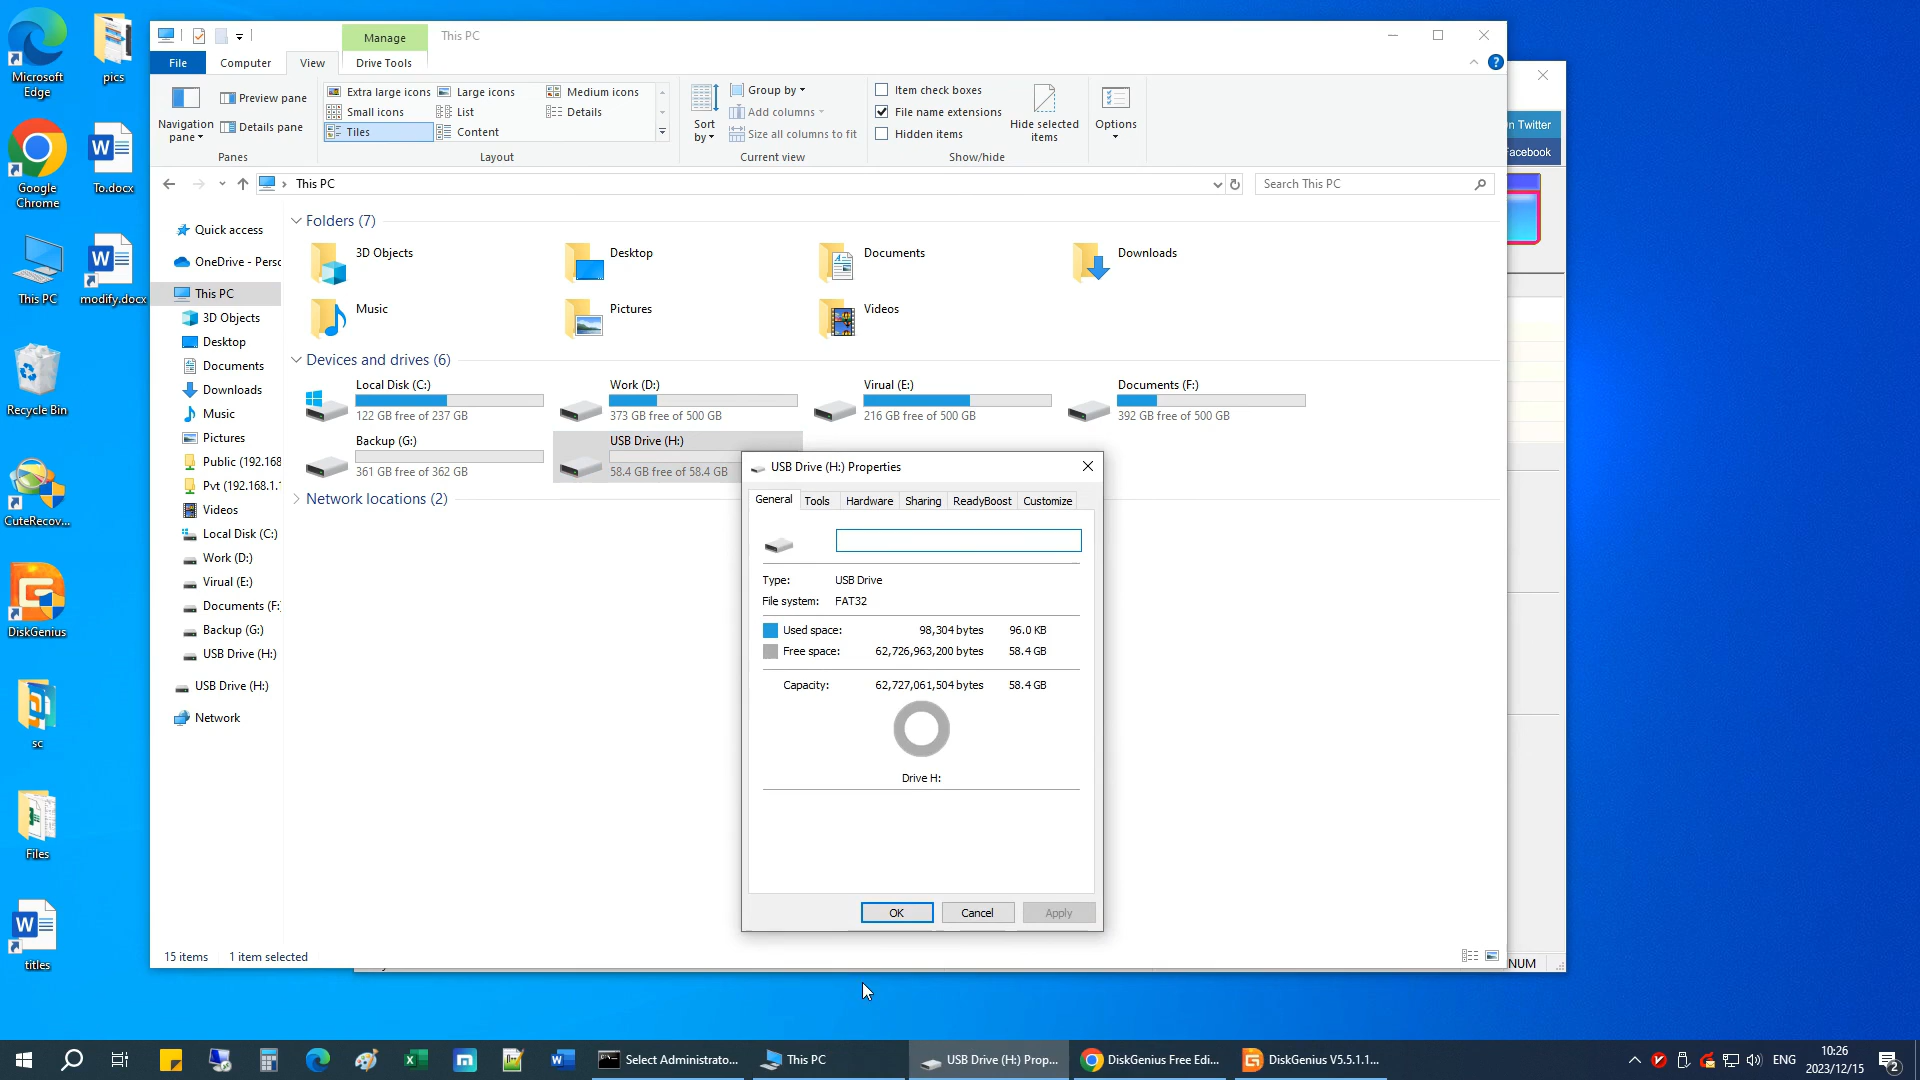 Microsoft Edge
pics
Google Chrome
To.docx
This PC
modify.docx
Recycle Bin
CuteRecov...
DiskGenius
sc
Files
titles
Manage
This PC
File
Computer
View
Drive Tools
Navigation pane
Preview pane
Details pane
Panes
Extra large icons
Large icons
Medium icons
Small icons
List
Details
Tiles
Content
Layout
Sort by
Group by
Add columns
Size all columns to fit
Current view
Item check boxes
File name extensions
Hidden items
Hide selected items
Show/hide
Options
This PC
Search This PC
Quick access
OneDrive - Perso
This PC
3D Objects
Desktop
Documents
Downloads
Music
Pictures
Public (192.168
Pvt (192.168.1.1
Videos
Local Disk (C:)
Work (D:)
Virual (E:)
Documents (F:)
Backup (G:)
USB Drive (H:)
USB Drive (H:)
Network
Folders (7)
3D Objects
Desktop
Documents
Downloads
Music
Pictures
Videos
Devices and drives (6)
Local Disk (C:)
122 GB free of 237 GB
Work (D:)
373 GB free of 500 GB
Virual (E:)
216 GB free of 500 GB
Documents (F:)
392 GB free of 500 GB
Backup (G:)
361 GB free of 362 GB
USB Drive (H:)
58.4 GB free of 58.4 GB
Network locations (2)
USB Drive (H:) Properties
General
Tools
Hardware
Sharing
ReadyBoost
Customize
Type: USB Drive
File system: FAT32
Used space: 98,304 bytes 96.0 KB
Free space: 62,726,963,200 bytes 58.4 GB
Capacity: 62,727,061,504 bytes 58.4 GB
Drive H:
OK
Cancel
Apply
15 items
1 item selected
n Twitter
Facebook
NUM
Select Administrato...
This PC
USB Drive (H:) Prop...
DiskGenius Free Edi...
DiskGenius V5.5.1.1...
ENG
10:26
2023/12/15
2